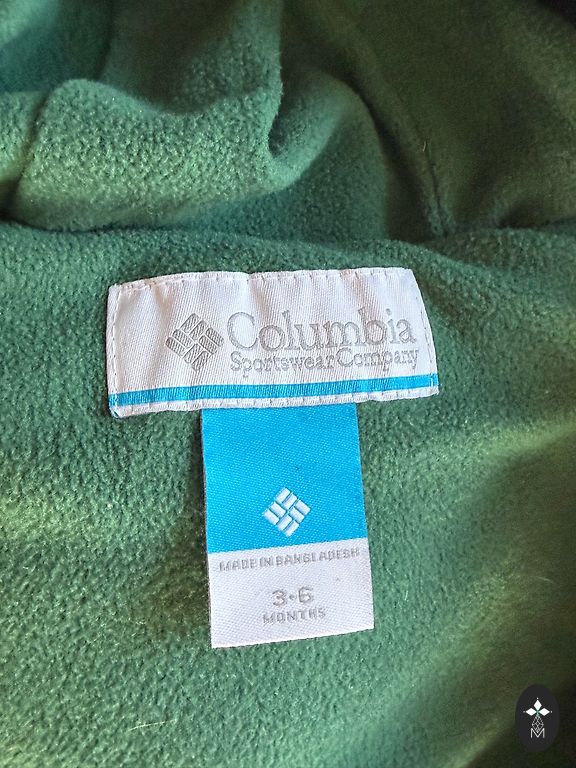 Columbia
Sportswear Company
MADE IN BANGLADESH
3-6
MONTHS
M